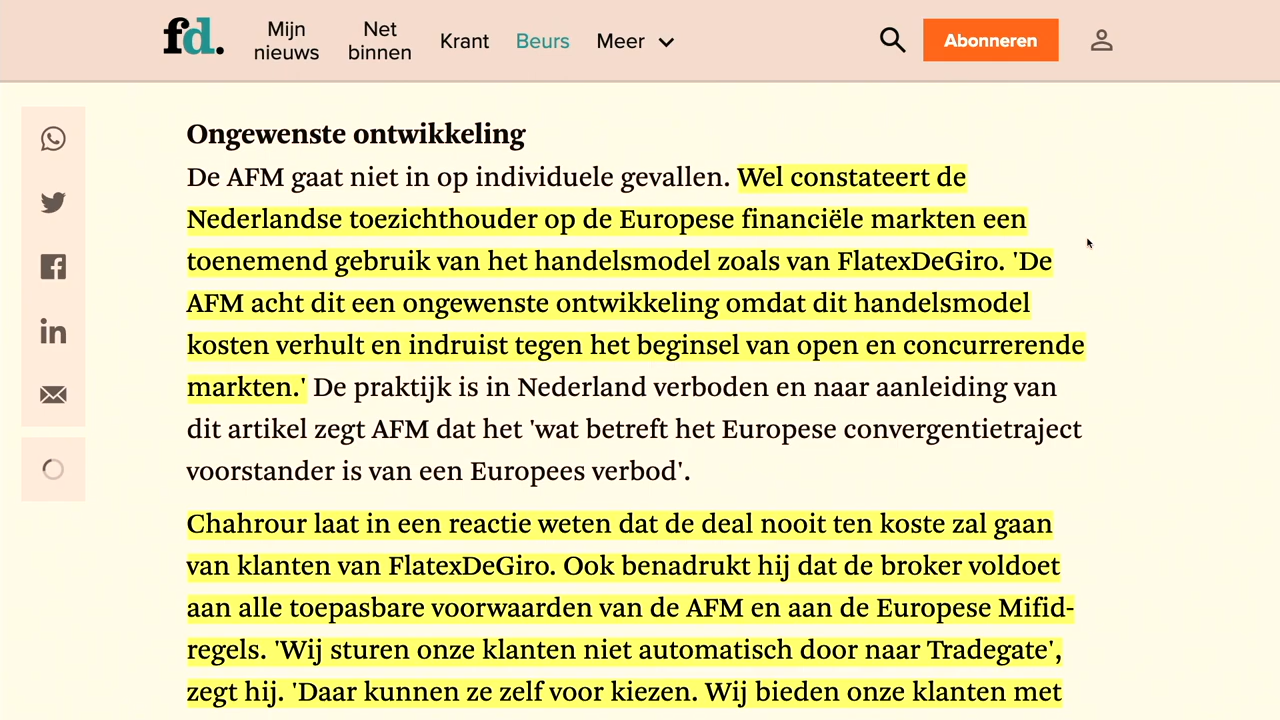 fd.
Mijn
nieuws
Net
binnen
Krant
Beurs
Meer
Abonneren
Ongewenste ontwikkeling
De AFM gaat niet in op individuele gevallen. Wel constateert de
Nederlandse toezichthouder op de Europese financiële markten een
toenemend gebruik van het handelsmodel zoals van FlatexDeGiro. 'De
AFM acht dit een ongewenste ontwikkeling omdat dit handelsmodel
kosten verhult en indruist tegen het beginsel van open en concurrerende
markten.' De praktijk is in Nederland verboden en naar aanleiding van
dit artikel zegt AFM dat het 'wat betreft het Europese convergentietraject
voorstander is van een Europees verbod'.
Chahrour laat in een reactie weten dat de deal nooit ten koste zal gaan
van klanten van FlatexDeGiro. Ook benadrukt hij dat de broker voldoet
aan alle toepasbare voorwaarden van de AFM en aan de Europese Mifid-
regels. 'Wij sturen onze klanten niet automatisch door naar Tradegate',
zegt hij. 'Daar kunnen ze zelf voor kiezen. Wij bieden onze klanten met